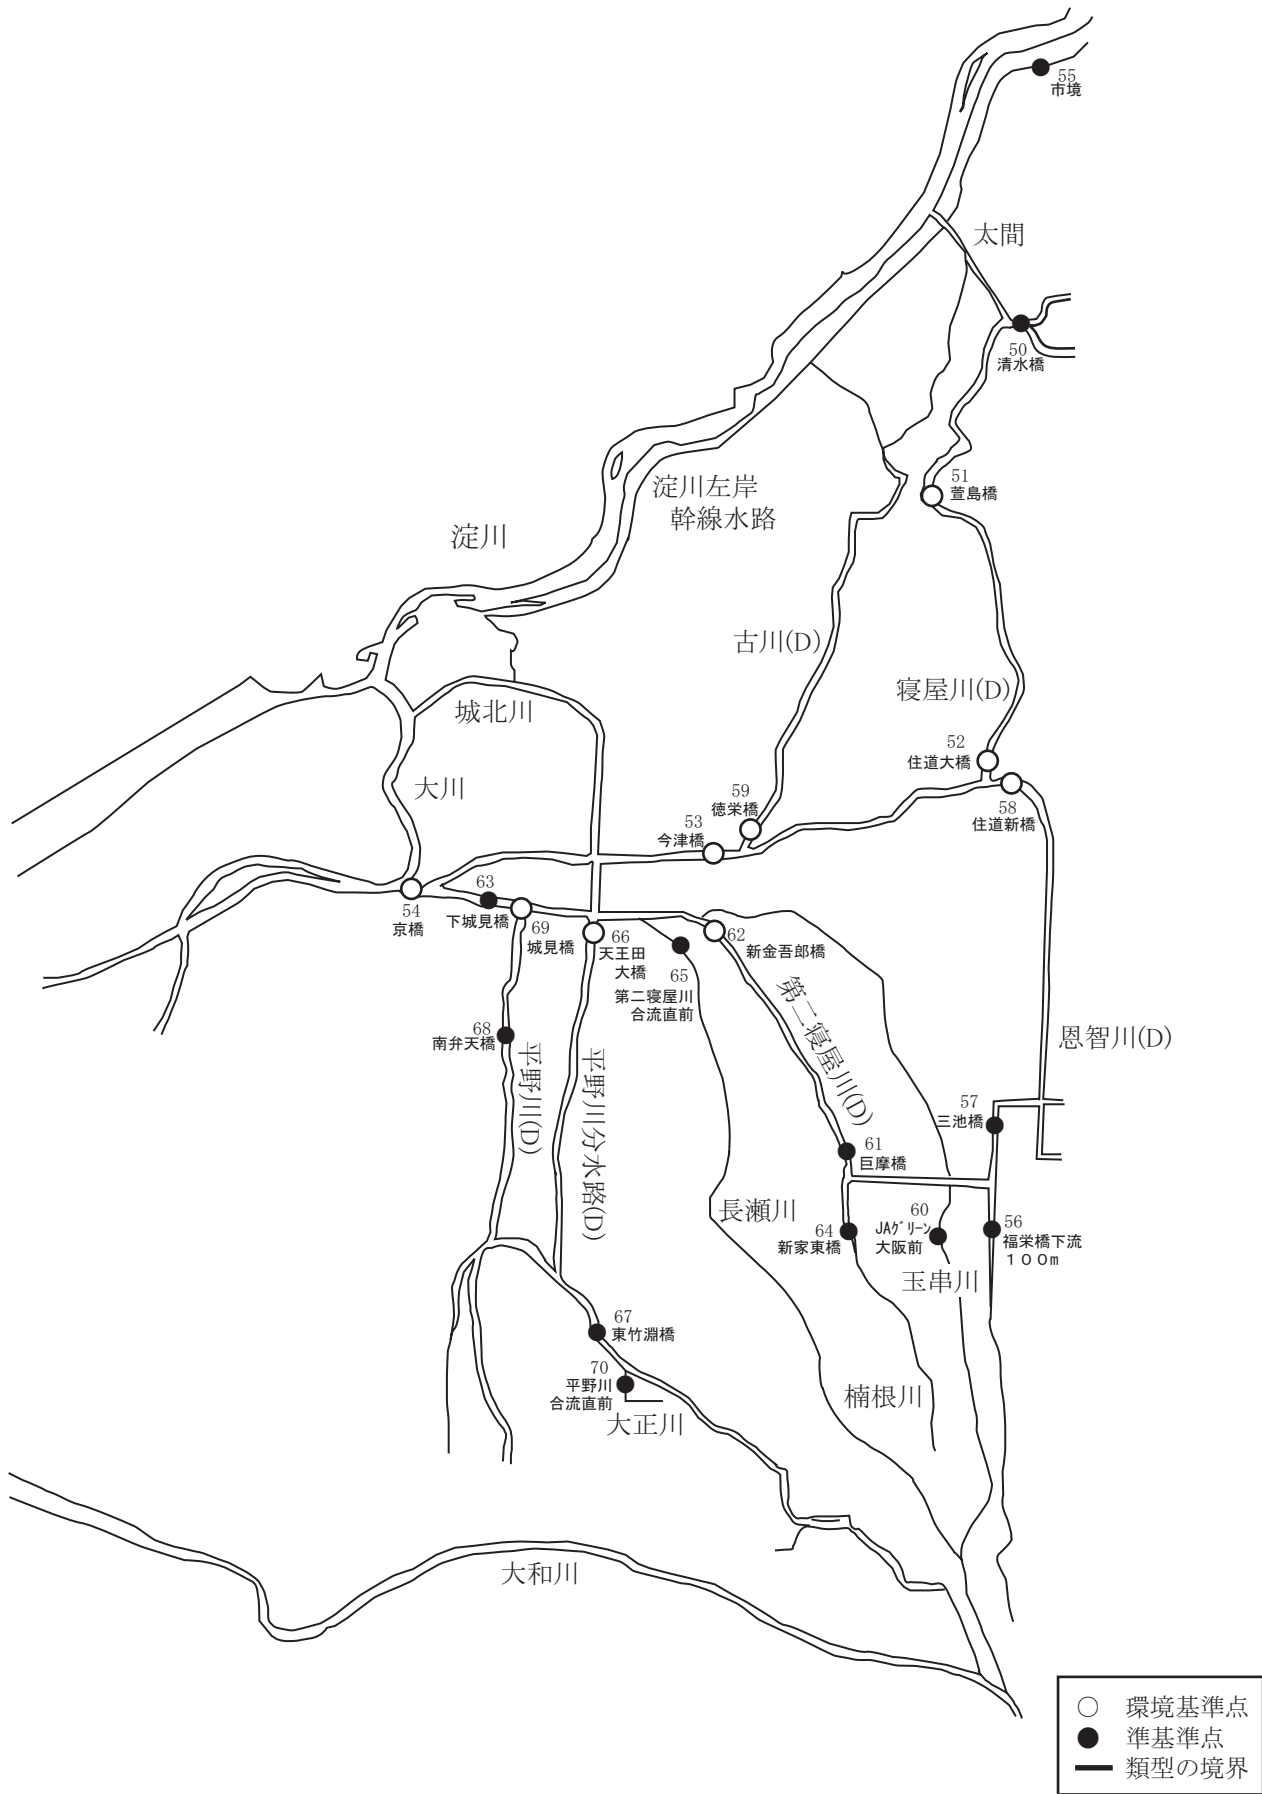 55
市境
太間
50
清水橋
51
萱島橋
淀川左岸
幹線水路
淀川
古川(D)
寝屋川(D)
城北川
52
住道大橋
大川
59
徳栄橋
58
住道新橋
53
今津橋
63
下城見橋
54
京橋
69
城見橋
66
天王田
大橋
62
新金吾郎橋
65
第二寝屋川
合流直前
第二寝屋川(D)
68
南弁天橋
恩智川(D)
平野川(D)
平野川分水路(D)
57
三池橋
61
巨摩橋
長瀬川
64
新家東橋
60
JAグリーン
大阪前
56
福栄橋下流
１００m
玉串川
67
東竹淵橋
70
平野川
合流直前
大正川
楠根川
大和川
○ 環境基準点
● 準基準点
━ 類型の境界